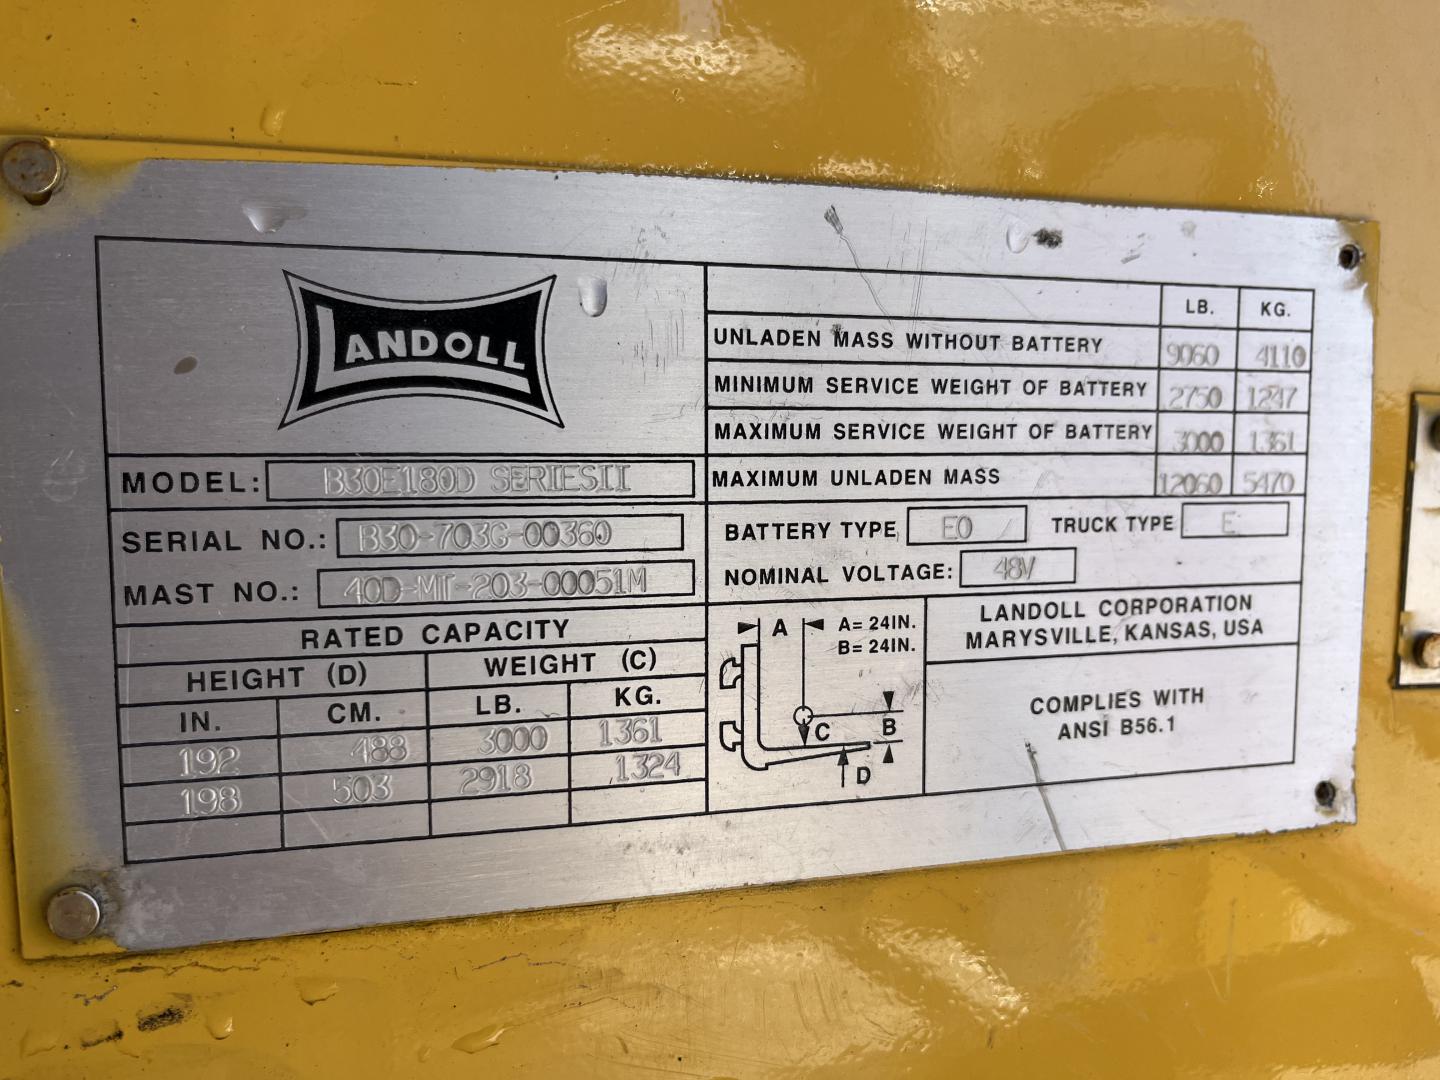 LANDOLL
MODEL: B30E180D SERIESII
SERIAL NO.: B30-703G-00360
MAST NO.: 40D-MT-203-00051M
RATED CAPACITY
HEIGHT (D) WEIGHT (C)
IN. CM. LB. KG.
192 488 3000 1361
198 503 2918 1324
LB. KG.
UNLADEN MASS WITHOUT BATTERY 9060 4110
MINIMUM SERVICE WEIGHT OF BATTERY 2750 1247
MAXIMUM SERVICE WEIGHT OF BATTERY 3000 1361
MAXIMUM UNLADEN MASS 12060 5470
BATTERY TYPE EO TRUCK TYPE E
NOMINAL VOLTAGE: 48V
A A= 24IN.
B= 24IN.
C B
D
LANDOLL CORPORATION
MARYSVILLE, KANSAS, USA
COMPLIES WITH
ANSI B56.1